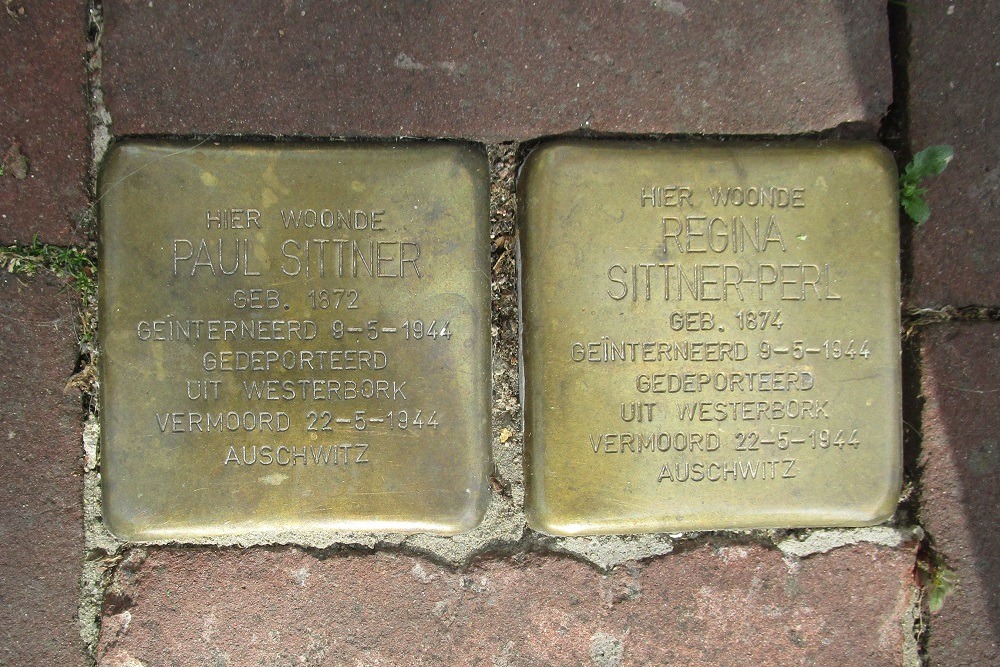 HIER WOONDE
PAUL SITTNER
GEB. 1872
GEÏNTERNEERD 9-5-1944
GEDEPORTEERD
UIT WESTERBORK
VERMOORD 22-5-1944
AUSCHWITZ
HIER WOONDE
REGINA
SITTNER-PERL
GEB. 1874
GEÏNTERNEERD 9-5-1944
GEDEPORTEERD
UIT WESTERBORK
VERMOORD 22-5-1944
AUSCHWITZ